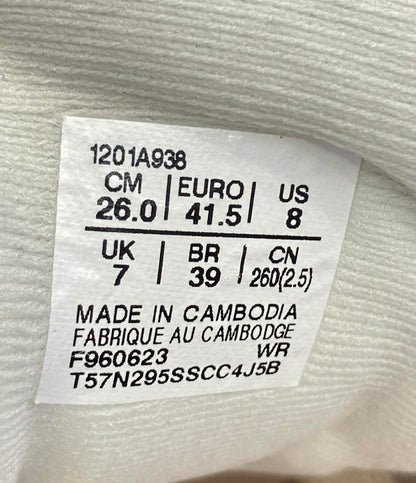 1201A938
CM | EURO | US
26.0 | 41.5 | 8
UK | BR | CN
7 | 39 | 260(2.5)
MADE IN CAMBODIA
FABRIQUE AU CAMBODGE
F960623 WR
T57N295SSCC4J5B